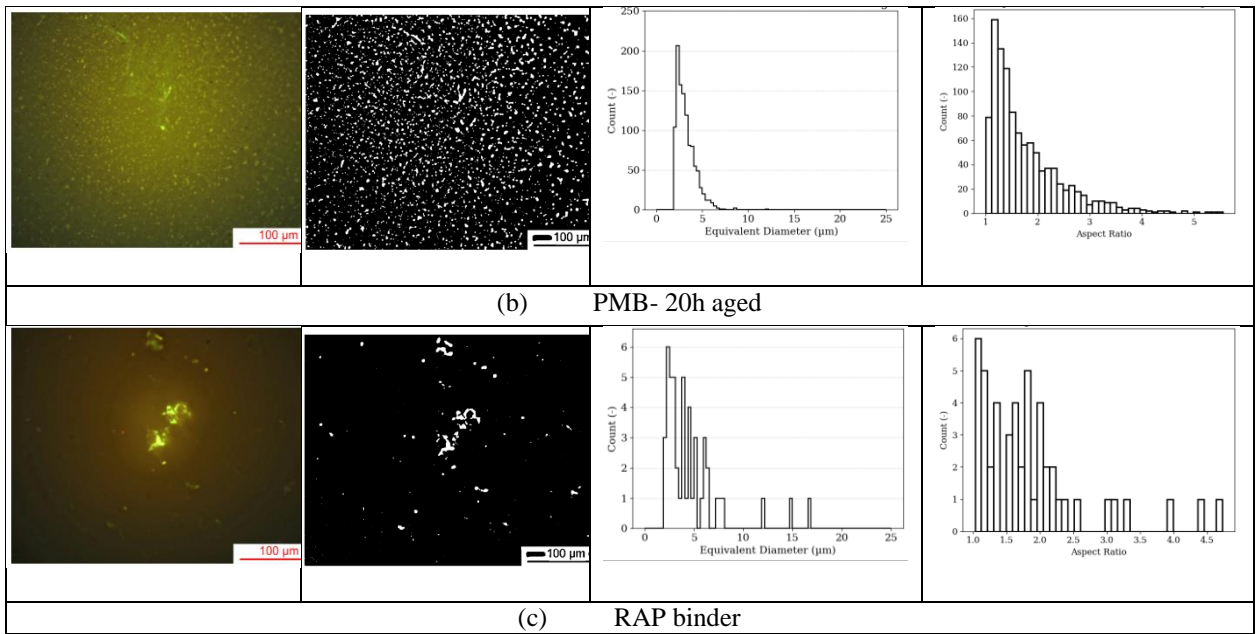 100 µm
100 µm
250
200
150
100
50
0
Count (-)
0 5 10 15 20 25
Equivalent Diameter (µm)
160
140
120
100
80
60
40
20
0
Count (-)
1 2 3 4 5
Aspect Ratio
(b) PMB- 20h aged
100 µm
100 µm
6
5
4
3
2
1
0
Count (-)
0 5 10 15 20 25
Equivalent Diameter (µm)
6
5
4
3
2
1
0
Count (-)
1.0 1.5 2.0 2.5 3.0 3.5 4.0 4.5
Aspect Ratio
(c) RAP binder